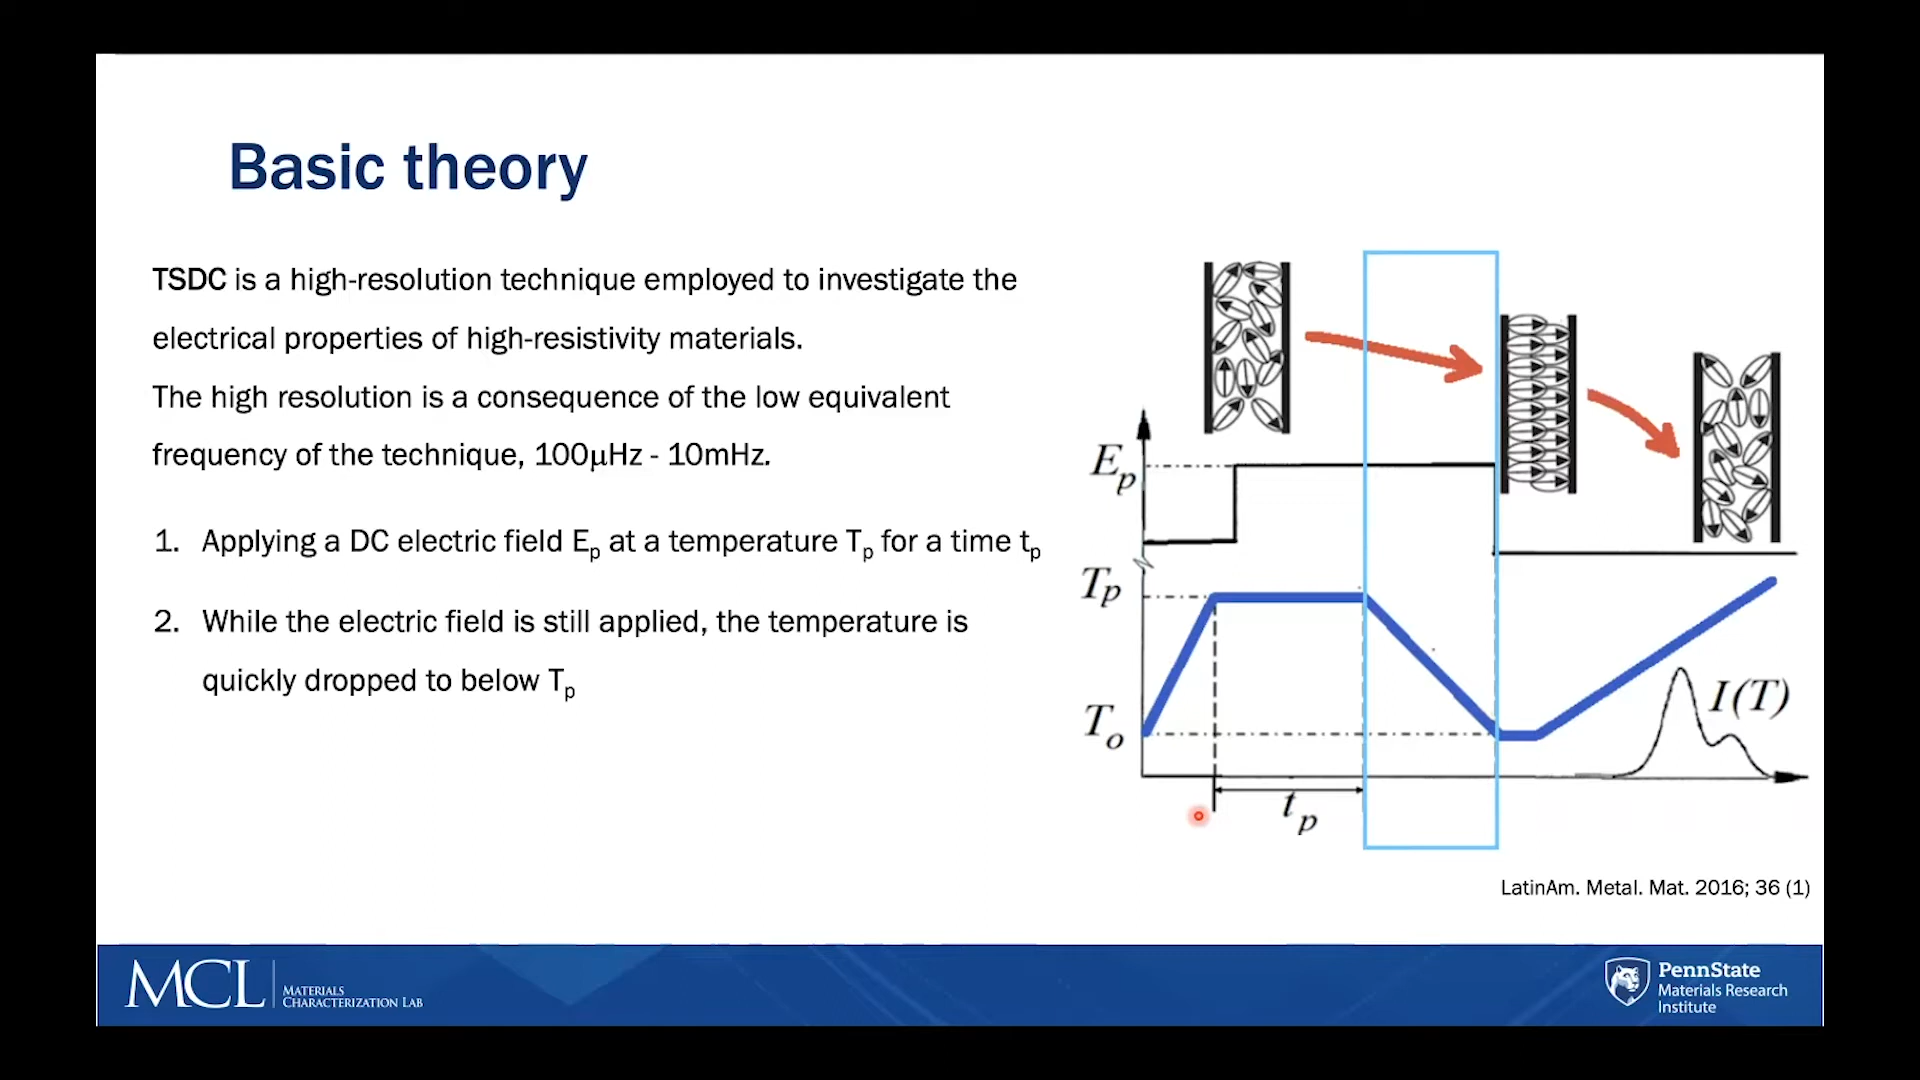 Basic theory
TSDC is a high-resolution technique employed to investigate the
electrical properties of high-resistivity materials.
The high resolution is a consequence of the low equivalent
frequency of the technique, 100μHz - 10mHz.
1. Applying a DC electric field Ep at a temperature Tp for a time tp
2. While the electric field is still applied, the temperature is
quickly dropped to below Tp
Ep
Tp
To
tp
I(T)
LatinAm. Metal. Mat. 2016; 36 (1)
MCL
MATERIALS
CHARACTERIZATION LAB
PennState
Materials Research
Institute